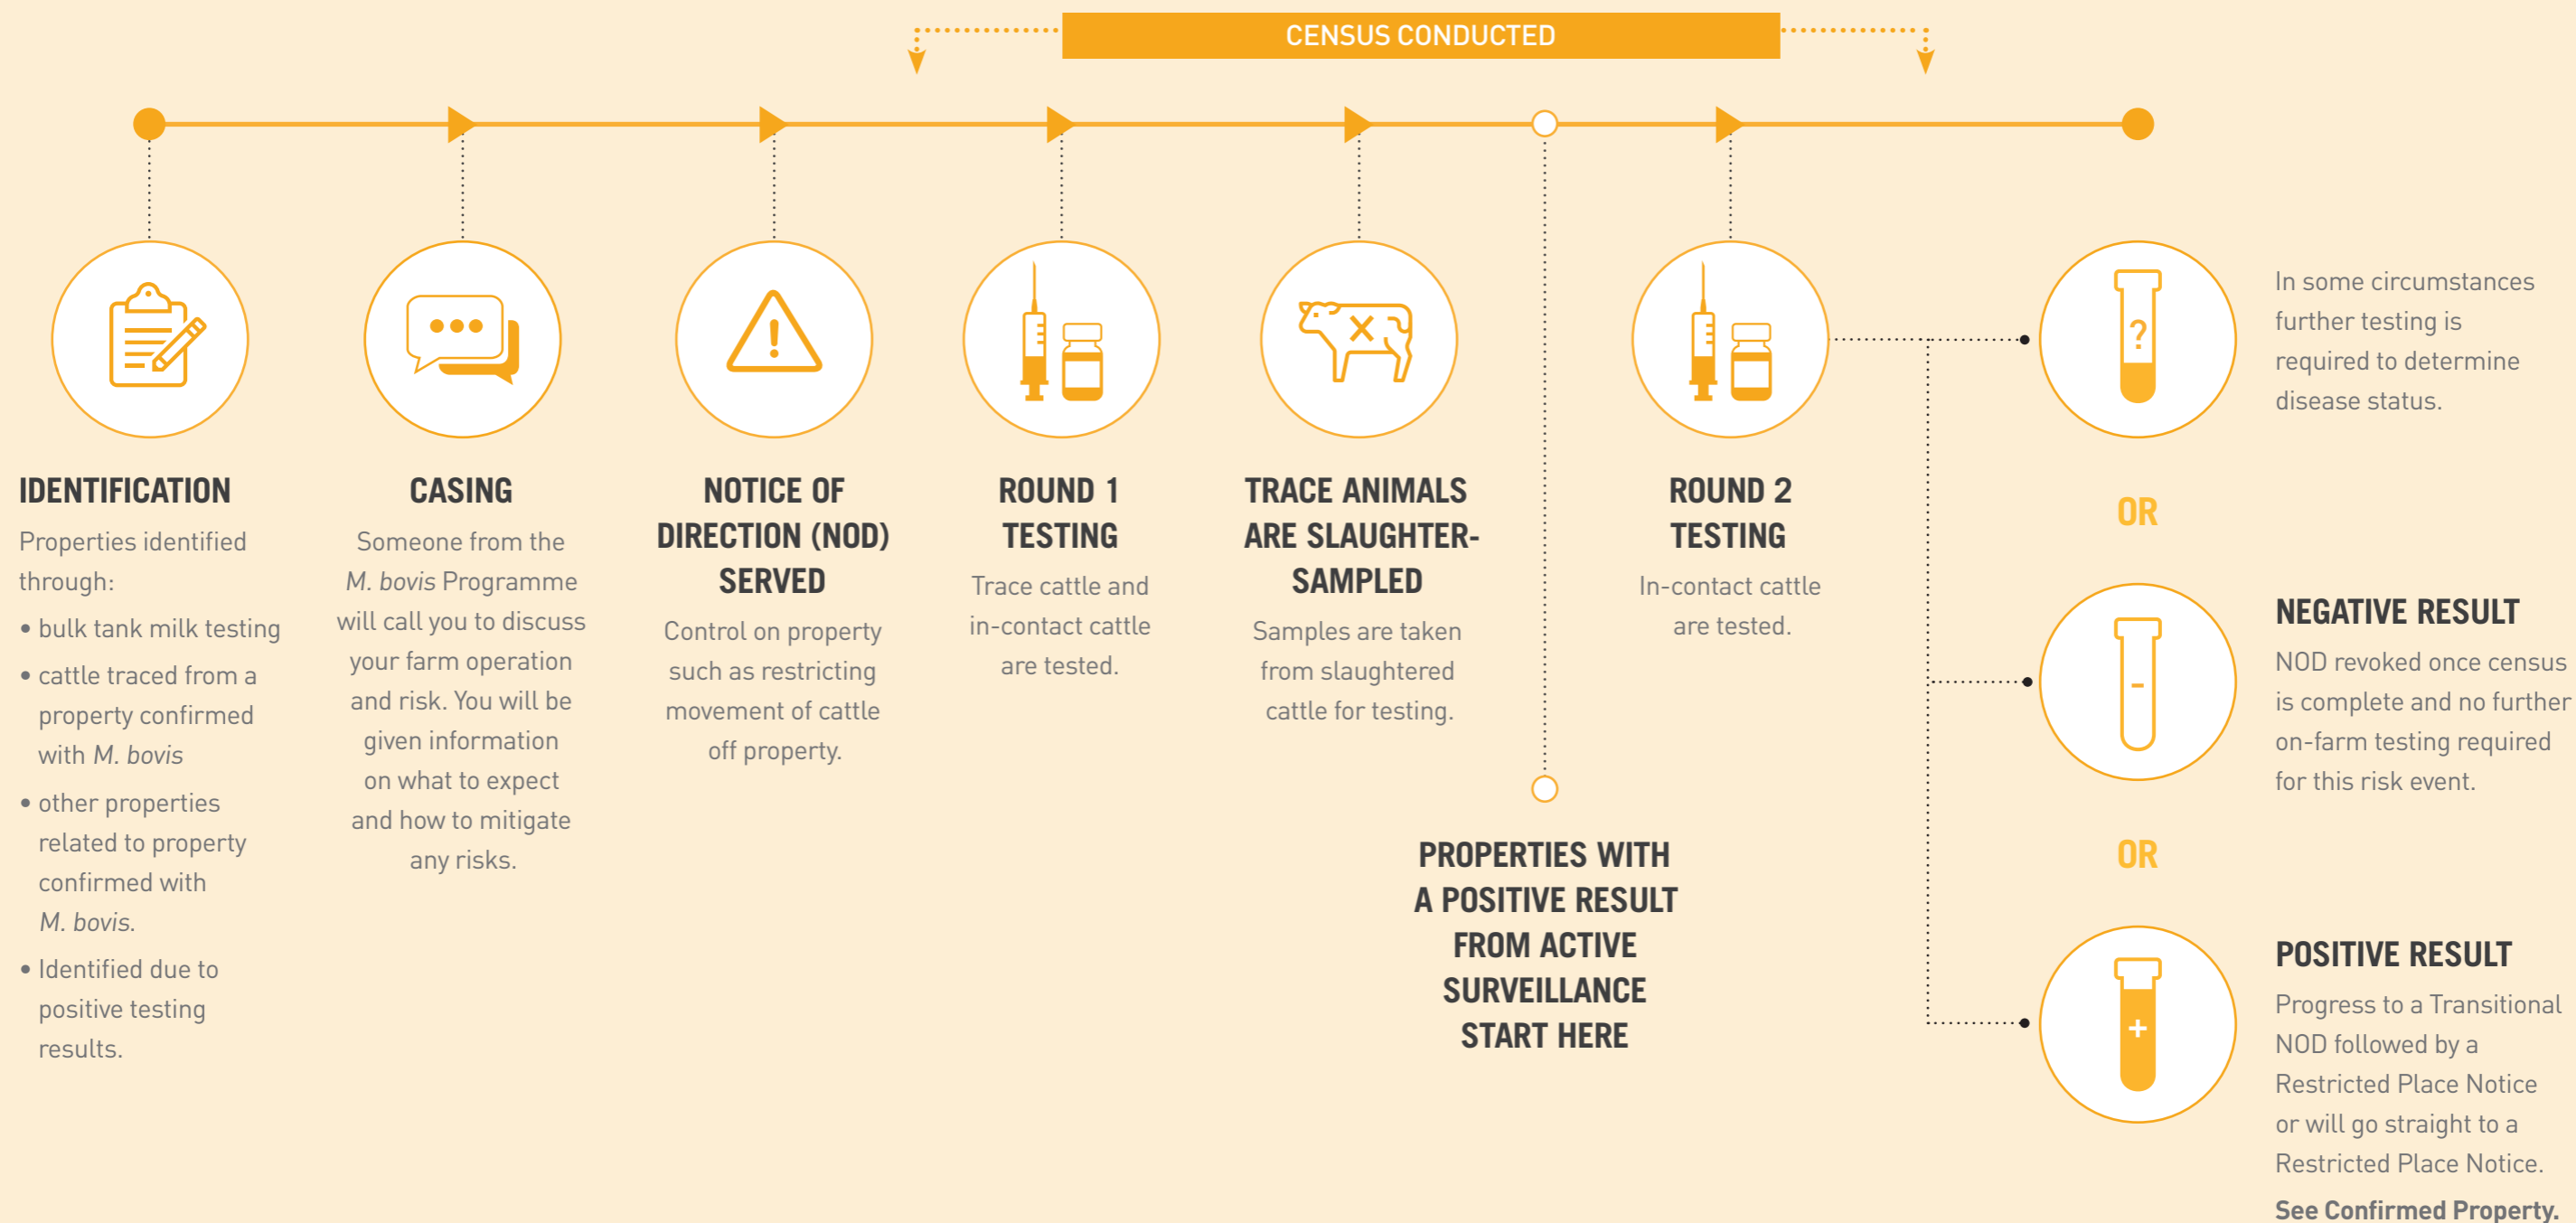 CENSUS CONDUCTED
IDENTIFICATION
Properties identified
through:
• bulk tank milk testing
• cattle traced from a
property confirmed
with M. bovis
• other properties
related to property
confirmed with
M. bovis.
• Identified due to
positive testing
results.
CASING
Someone from the
M. bovis Programme
will call you to discuss
your farm operation
and risk. You will be
given information
on what to expect
and how to mitigate
any risks.
NOTICE OF
DIRECTION (NOD)
SERVED
Control on property
such as restricting
movement of cattle
off property.
ROUND 1
TESTING
Trace cattle and
in-contact cattle
are tested.
TRACE ANIMALS
ARE SLAUGHTER-
SAMPLED
Samples are taken
from slaughtered
cattle for testing.
PROPERTIES WITH
A POSITIVE RESULT
FROM ACTIVE
SURVEILLANCE
START HERE
ROUND 2
TESTING
In-contact cattle
are tested.
?
In some circumstances
further testing is
required to determine
disease status.
OR
-
NEGATIVE RESULT
NOD revoked once census
is complete and no further
on-farm testing required
for this risk event.
OR
+
POSITIVE RESULT
Progress to a Transitional
NOD followed by a
Restricted Place Notice
or will go straight to a
Restricted Place Notice.
See Confirmed Property.